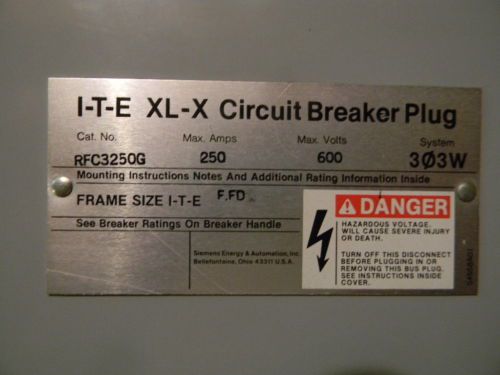 I-T-E XL-X Circuit Breaker Plug
Cat. No. Max. Amps Max. Volts System
RFC3250G 250 600 3Ø3W
Mounting Instructions Notes And Additional Rating Information Inside
FRAME SIZE I-T-E F,FD
See Breaker Ratings On Breaker Handle
Siemens Energy & Automation, Inc.
Bellefontaine, Ohio 43311 U.S.A.
DANGER
HAZARDOUS VOLTAGE.
WILL CAUSE SEVERE INJURY
OR DEATH.
TURN OFF THIS DISCONNECT
BEFORE PLUGGING IN OR
REMOVING THIS BUS PLUG.
SEE INSTRUCTIONS INSIDE
COVER.